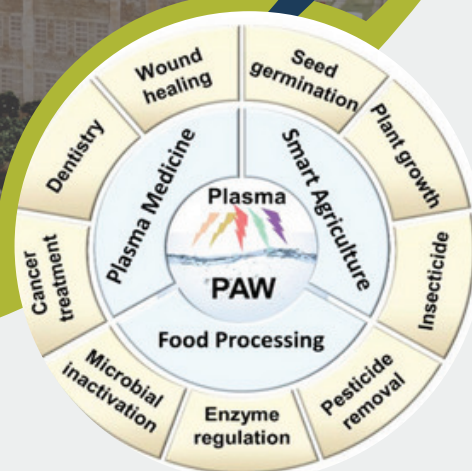 Plasma
PAW
Plasma Medicine
Smart Agriculture
Food Processing
Wound
healing
Seed
germination
Plant growth
Insecticide
Pesticide
removal
Enzyme
regulation
Microbial
inactivation
Cancer
treatment
Dentistry